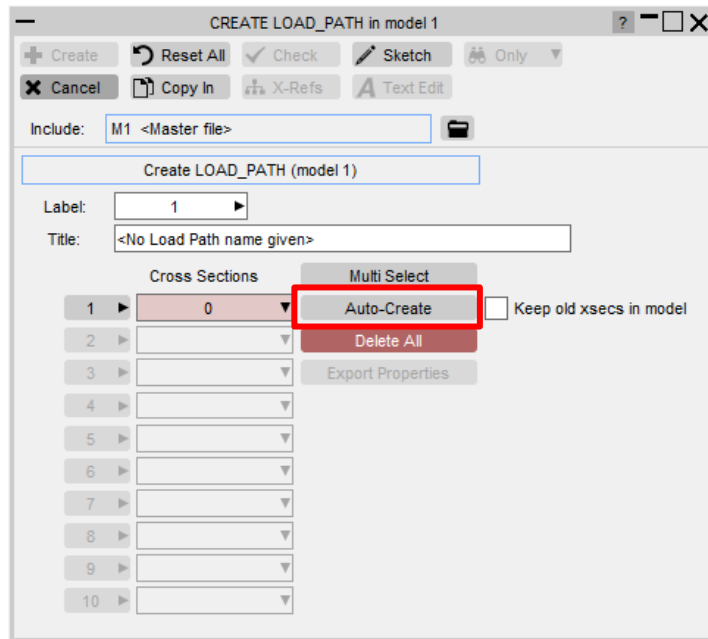 CREATE LOAD_PATH in model 1 ?
Create Reset All Check Sketch Only
Cancel Copy In X-Refs A Text Edit
Include: M1 <Master file>
Create LOAD_PATH (model 1)
Label: 1
Title: <No Load Path name given>
Cross Sections Multi Select
1 0 Auto-Create Keep old xsecs in model
2 Delete All
3 Export Properties
4
5
6
7
8
9
10